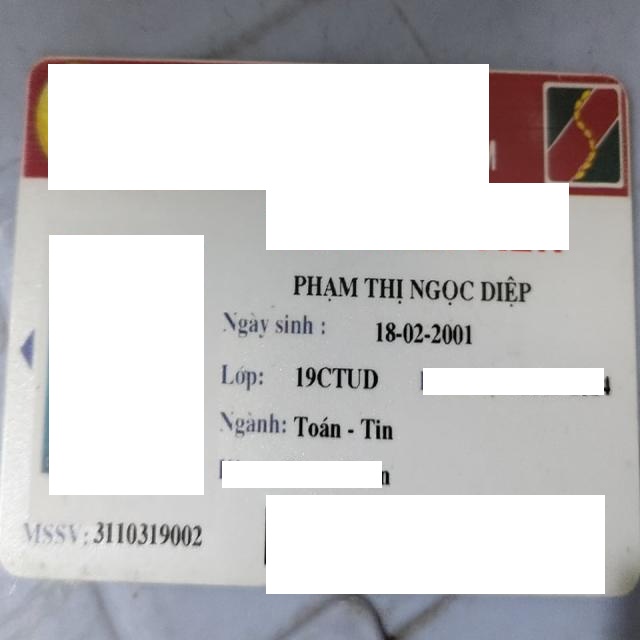 PHẠM THỊ NGỌC DIỆP
Ngày sinh : 18-02-2001
Lớp: 19CTUD
Ngành: Toán - Tin
MSSV: 3110319002